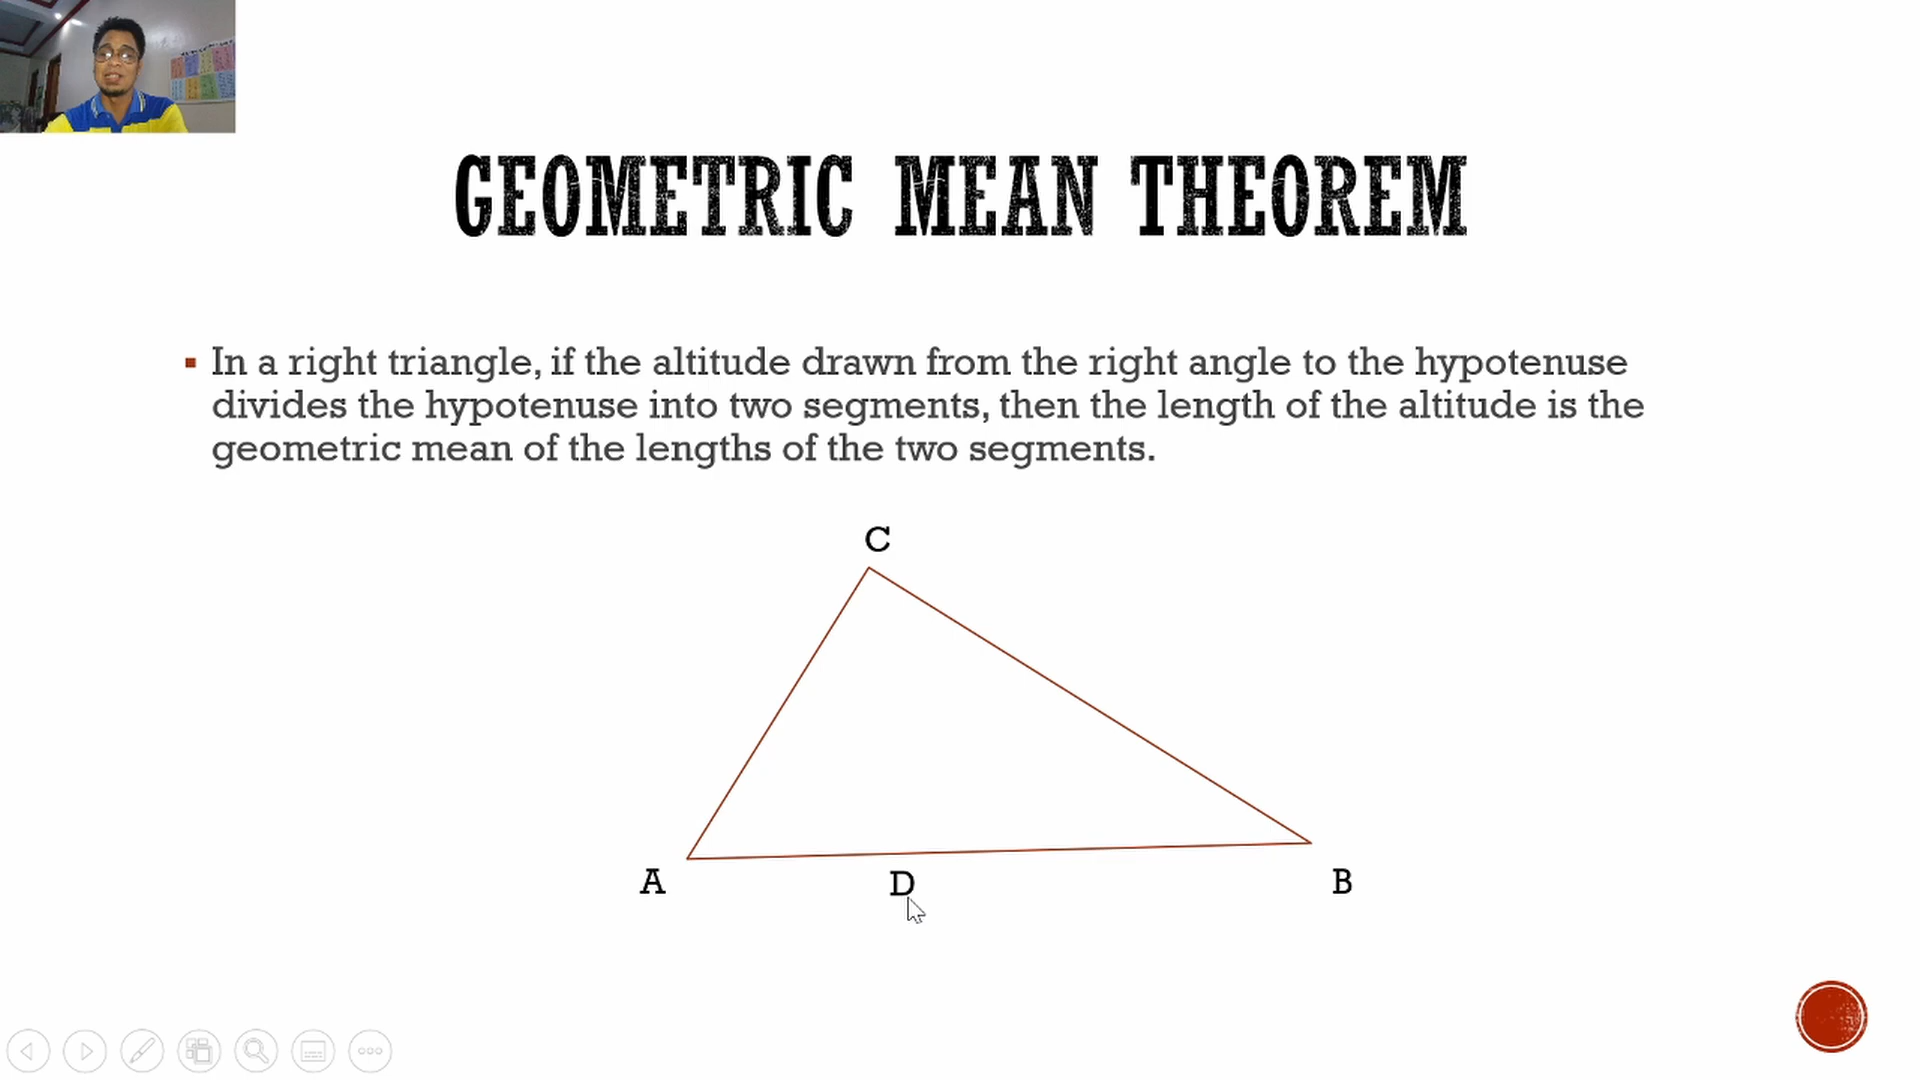 GEOMETRIC MEAN THEOREM
▪ In a right triangle, if the altitude drawn from the right angle to the hypotenuse
divides the hypotenuse into two segments, then the length of the altitude is the
geometric mean of the lengths of the two segments.
C
A
D
B